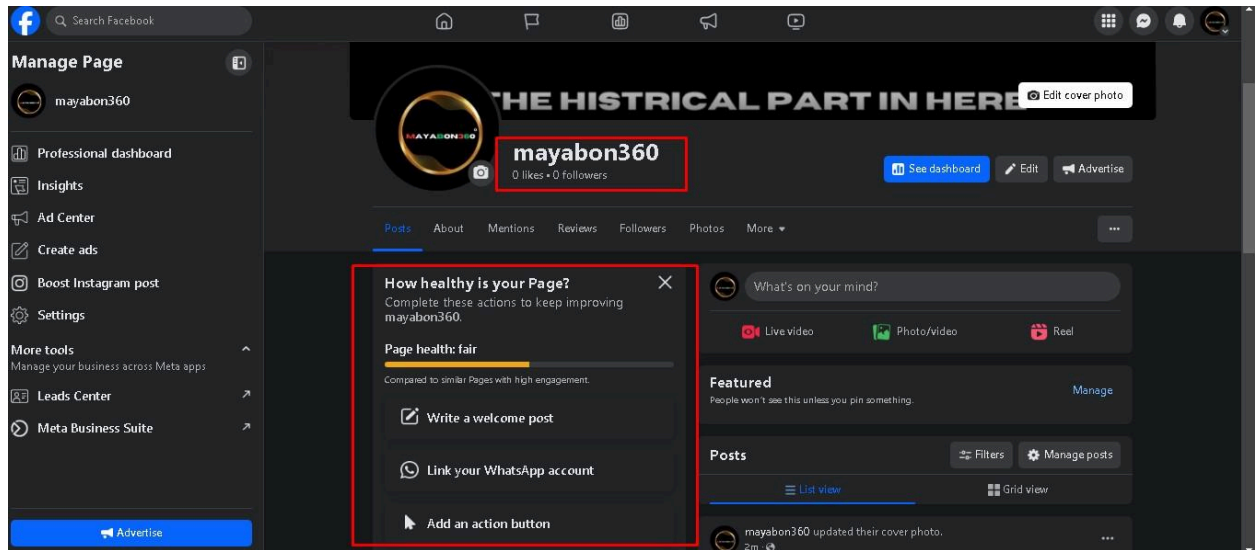 Search Facebook
Manage Page
mayabon360
Professional dashboard
Insights
Ad Center
Create ads
Boost Instagram post
Settings
More tools
Manage your business across Meta apps
Leads Center
Meta Business Suite
Advertise
THE HISTRICAL PART IN HERE
Edit cover photo
MAYABON360
mayabon360
0 likes • 0 followers
See dashboard
Edit
Advertise
Posts About Mentions Reviews Followers Photos More
How healthy is your Page?
Complete these actions to keep improving
mayabon360.
Page health: fair
Compared to similar Pages with high engagement.
Write a welcome post
Link your WhatsApp account
Add an action button
What's on your mind?
Live video Photo/video Reel
Featured
Manage
People won't see this unless you pin something.
Posts
Filters
Manage posts
List view
Grid view
mayabon360 updated their cover photo.
2m ·